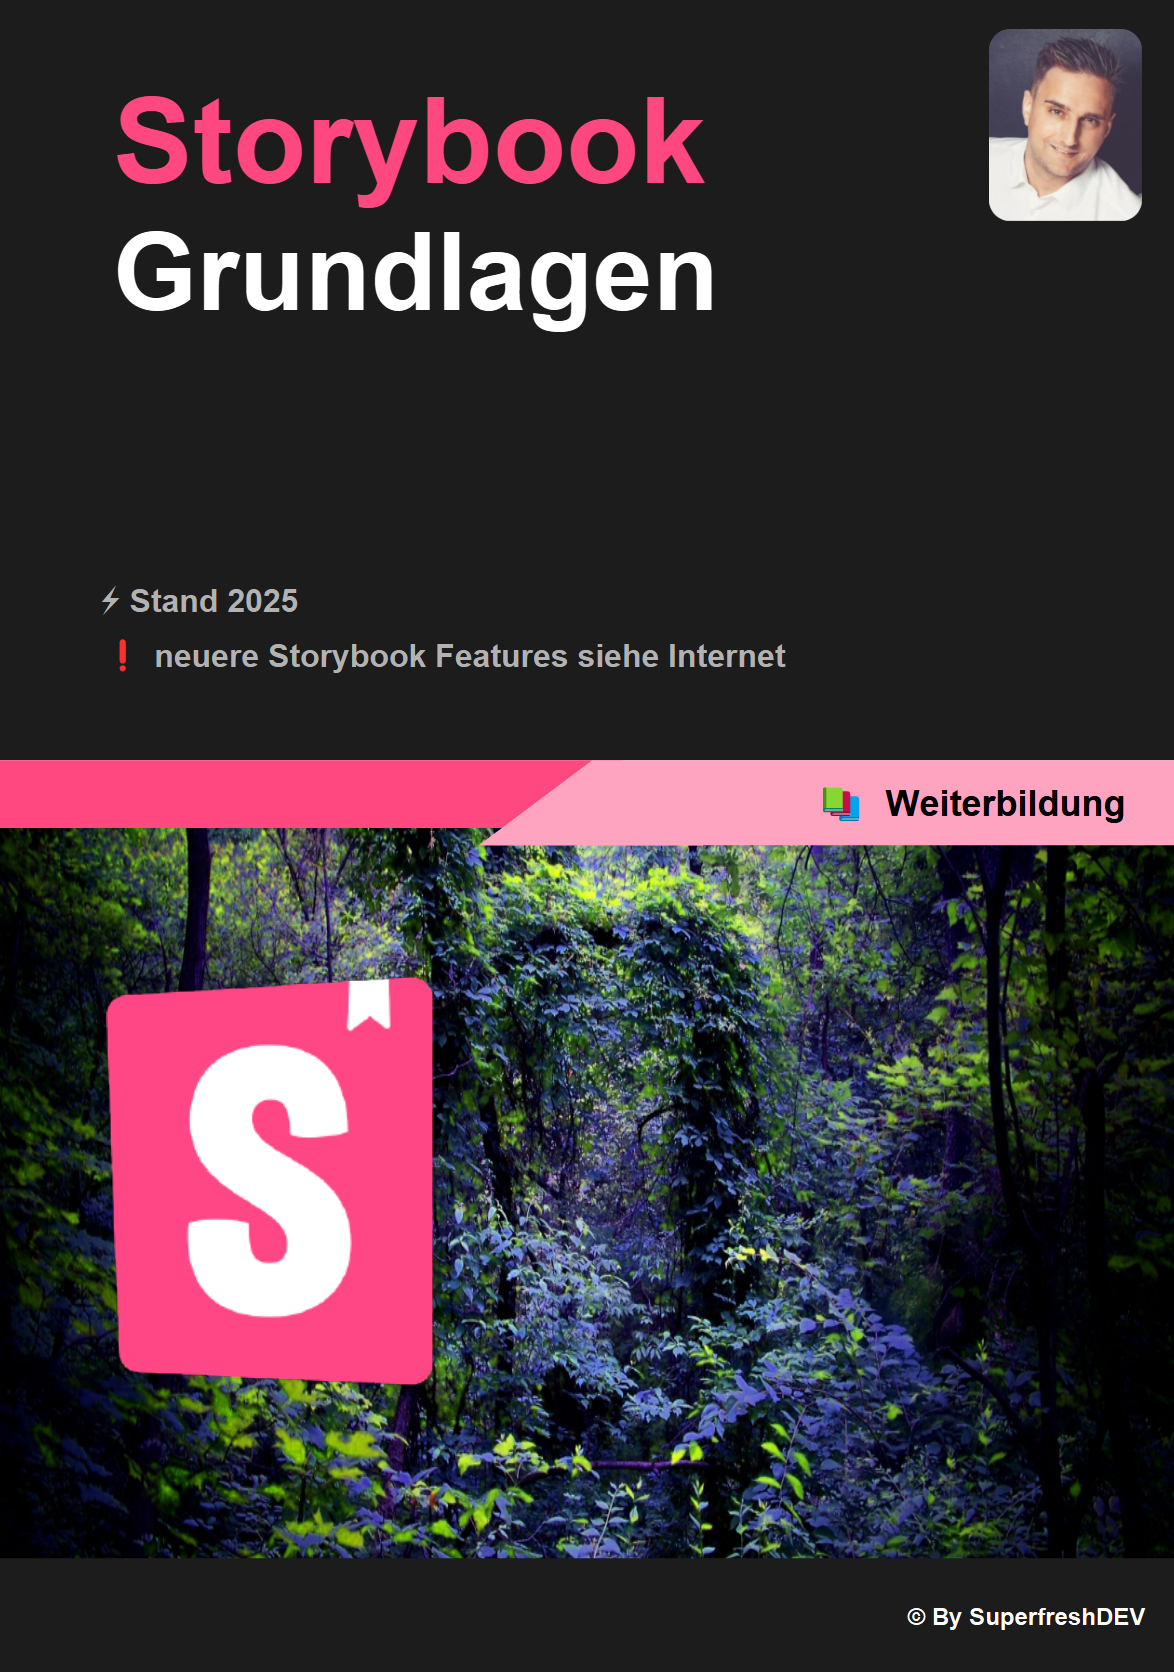 Storybook
Grundlagen
⚡ Stand 2025
❗ neuere Storybook Features siehe Internet
📚 Weiterbildung
S
© By SuperfreshDEV